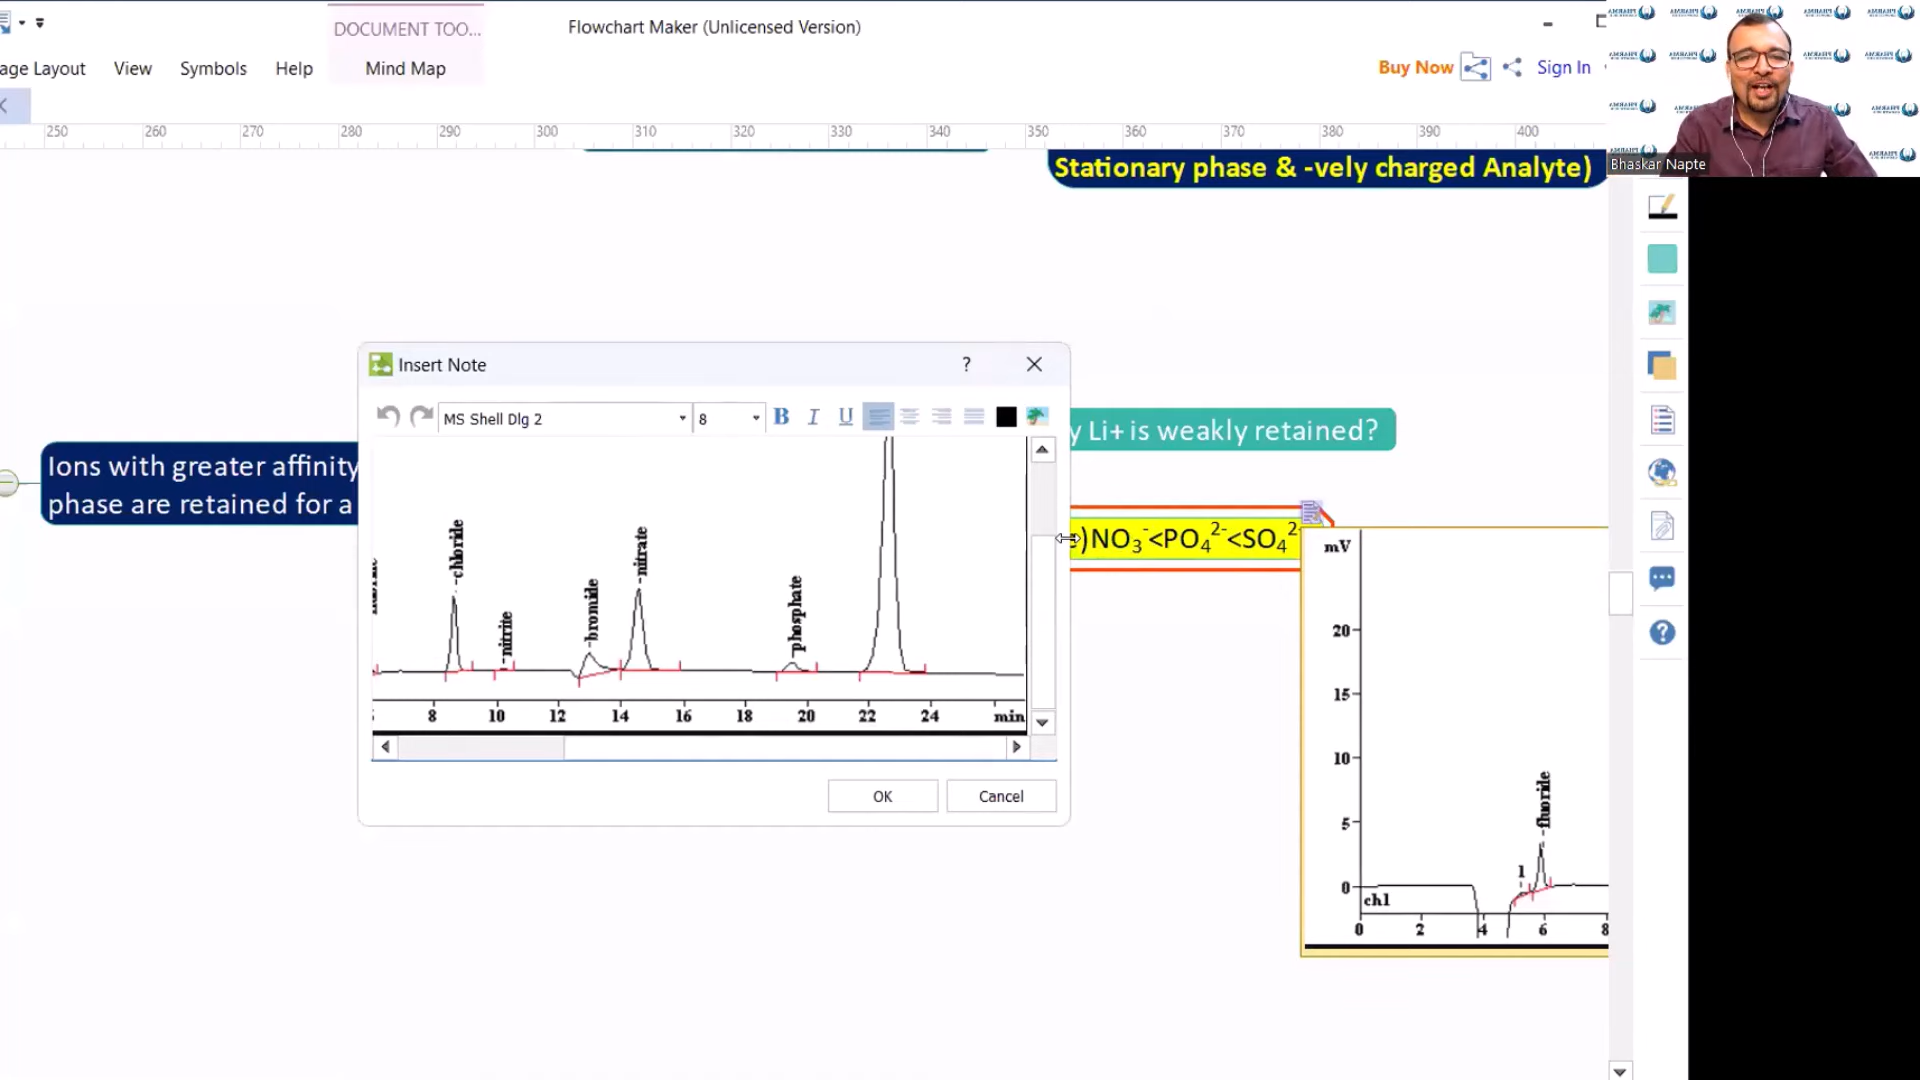 DOCUMENT TOO...
Flowchart Maker (Unlicensed Version)
age Layout
View
Symbols
Help
Mind Map
Buy Now
Sign In
250 260 270 280 290 300 310 320 330 340 350 360 370 380 390 400
Bhaskar Napte
Stationary phase & -vely charged Analyte)
Insert Note
?
MS Shell Dlg 2
8
B I U
y Li+ is weakly retained?
Ions with greater affinity
phase are retained for a
)NO₃⁻<PO₄²⁻<SO₄²
chloride
nitrite
bromide
nitrate
phosphate
8 10 12 14 16 18 20 22 24 min
OK
Cancel
mV
20
15
10
5
0
fluoride
1
ch1
0 2 4 6 8